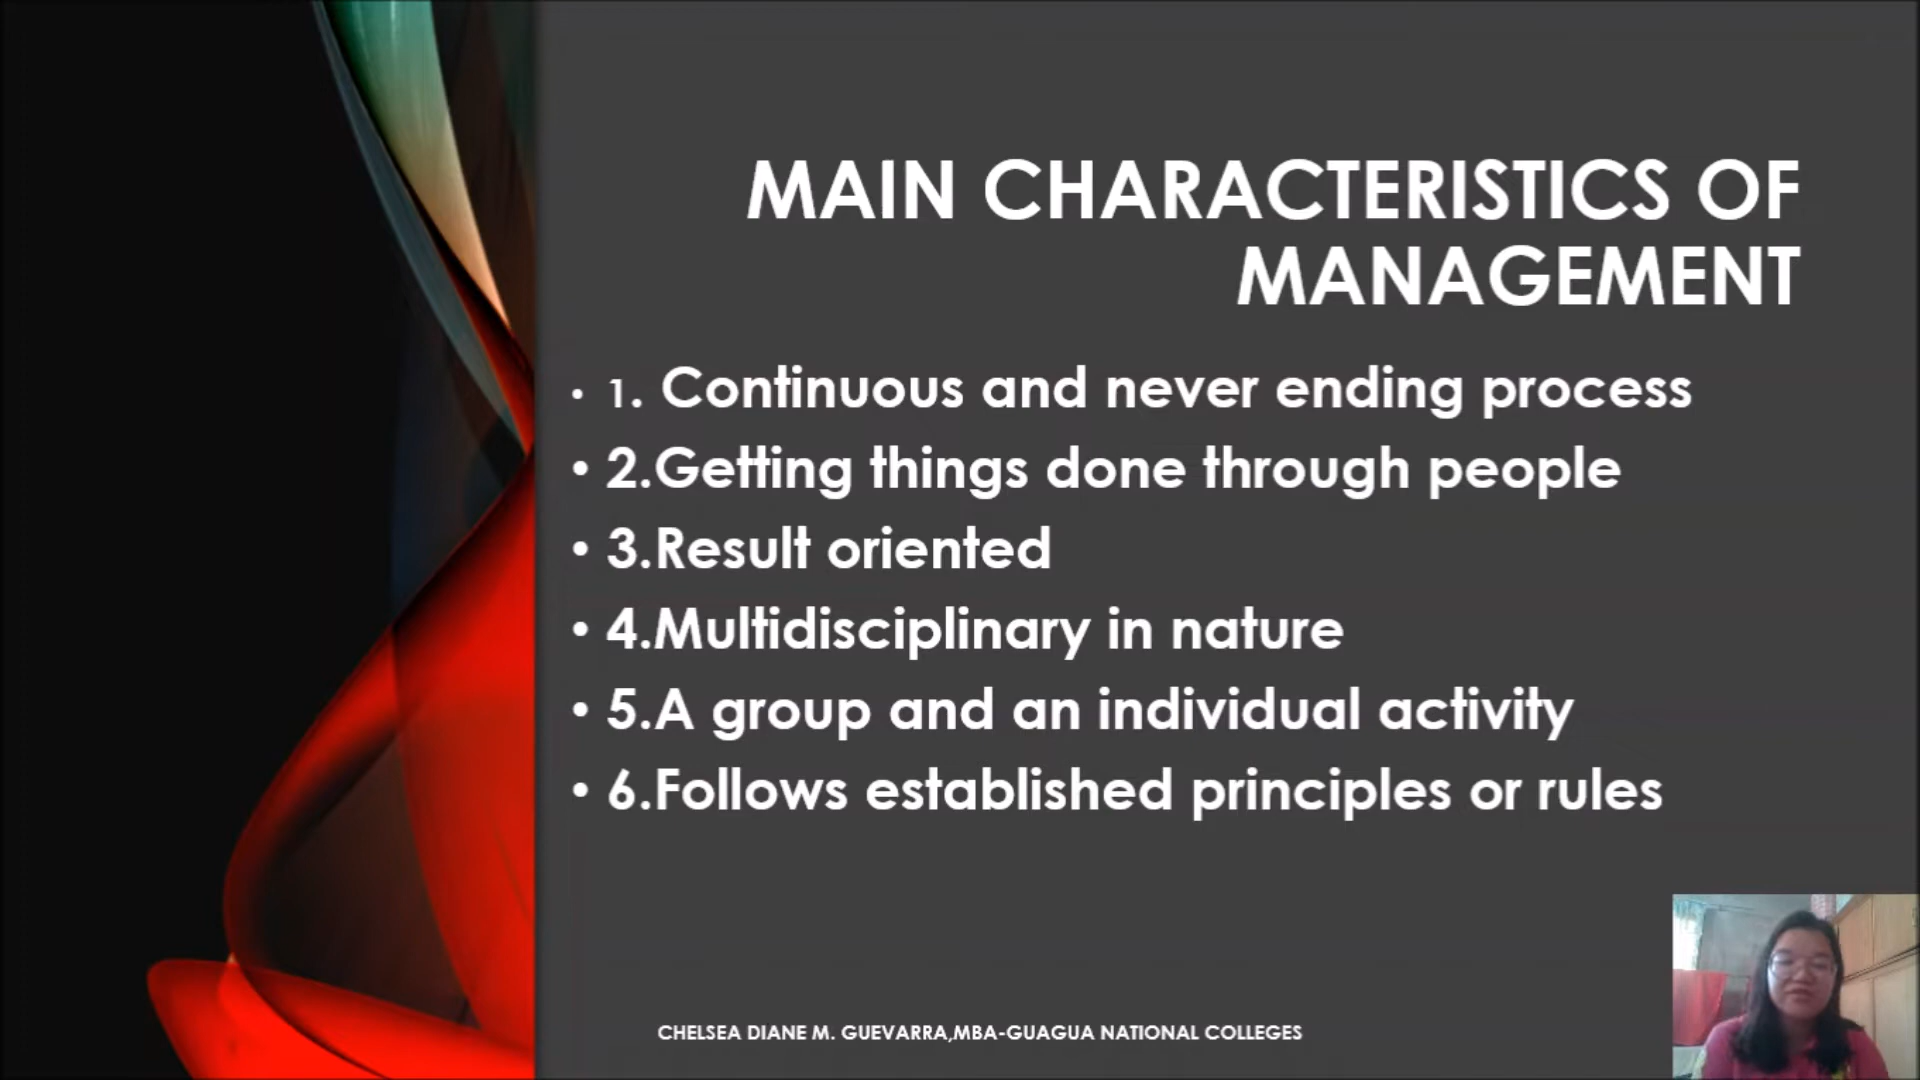 MAIN CHARACTERISTICS OF
MANAGEMENT
• 1. Continuous and never ending process
• 2.Getting things done through people
• 3.Result oriented
• 4.Multidisciplinary in nature
• 5.A group and an individual activity
• 6.Follows established principles or rules
CHELSEA DIANE M. GUEVARRA,MBA-GUAGUA NATIONAL COLLEGES